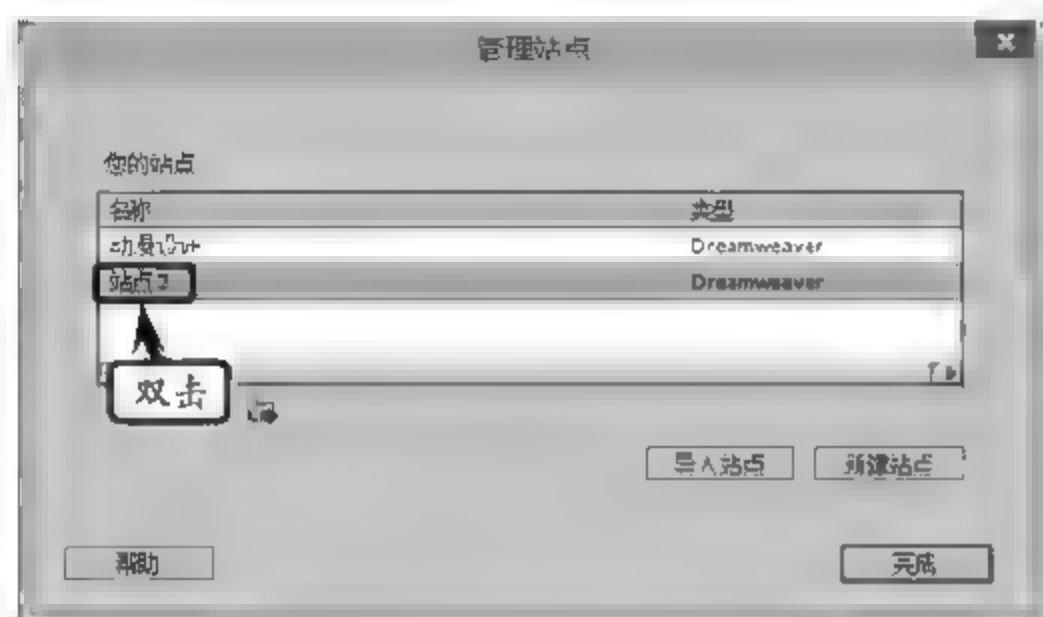 管理站点
您的站点
名称 类型
Dreamweaver
站点2 Dreamweaver
双击
导入站点 新建站点
帮助 完成